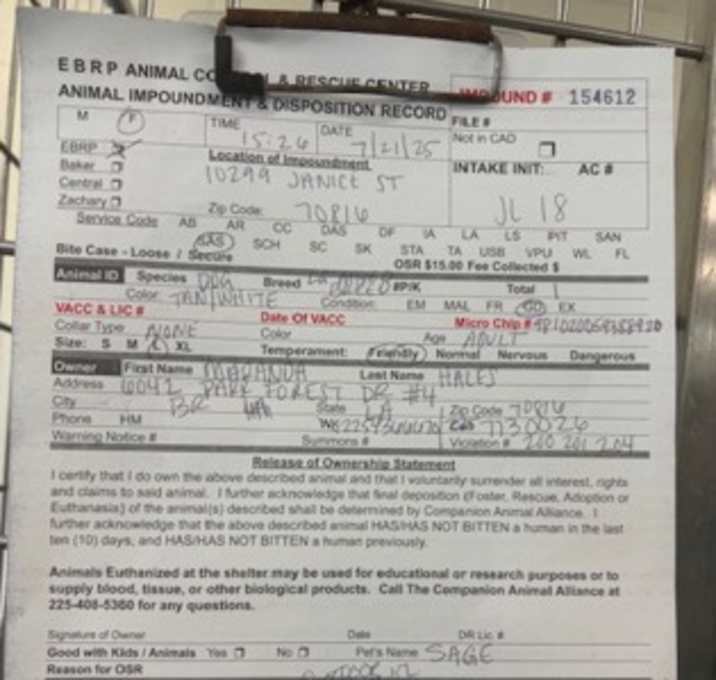 EBRP ANIMAL CO L & RESCUE CENTER
ANIMAL IMPOUNDMENT & DISPOSITION RECORD
IMPOUND # 154612
FILE #
M F TIME 15:26 DATE 7/21/25 Not in CAD
EBRP Location of Impoundment
Baker 10299 JANICE ST INTAKE INIT: AC #
Central JL 18
Zachary Zip Code: 70816
Service Code AB AR CC DAS DF IA LA LS PIT SAN
SCH SC SK STA TA USB VPU WL FL
Bite Case - Loose / Secure OSR $15.00 Fee Collected $
Animal ID Species DOG Breed #P/K Total 1
Color TAN/WHITE Condition: EM MAL FR GD EX
VACC & LIC # Date Of VACC Micro Chip #
Collar Type NONE Color Age ADULT
Size: S M L XL Temperament: Friendly Normal Nervous Dangerous
Owner First Name Last Name HALES
Address 6042 PARK FOREST DR #4
City BR State LA Zip Code 70816
Phone HM WK Cell 7130026
Warning Notice # Summons # Violation # 200 201 204
Release of Ownership Statement
I certify that I do own the above described animal and that I voluntarily surrender all interest, rights
and claims to said animal. I further acknowledge that final deposition (Foster, Rescue, Adoption or
Euthanasia) of the animal(s) described shall be determined by Companion Animal Alliance. I
further acknowledge that the above described animal HAS/HAS NOT BITTEN a human in the last
ten (10) days, and HAS/HAS NOT BITTEN a human previously.
Animals Euthanized at the shelter may be used for educational or research purposes or to
supply blood, tissue, or other biological products. Call The Companion Animal Alliance at
225-408-5360 for any questions.
Signature of Owner Date DR Lic. #
Good with Kids / Animals Yes No Pet's Name SAGE
Reason for OSR